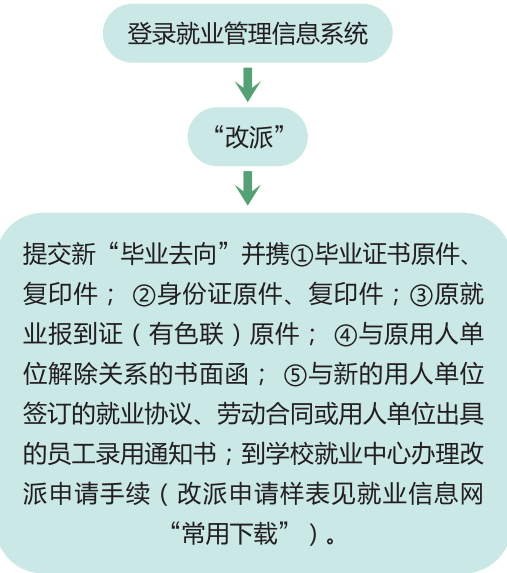 登录就业管理信息系统
“改派”
提交新“毕业去向”并携①毕业证书原件、
复印件； ②身份证原件、复印件；③原就
业报到证（有色联）原件； ④与原用人单
位解除关系的书面函； ⑤与新的用人单位
签订的就业协议、劳动合同或用人单位出具
的员工录用通知书；到学校就业中心办理改
派申请手续（改派申请样表见就业信息网
“常用下载” ）。